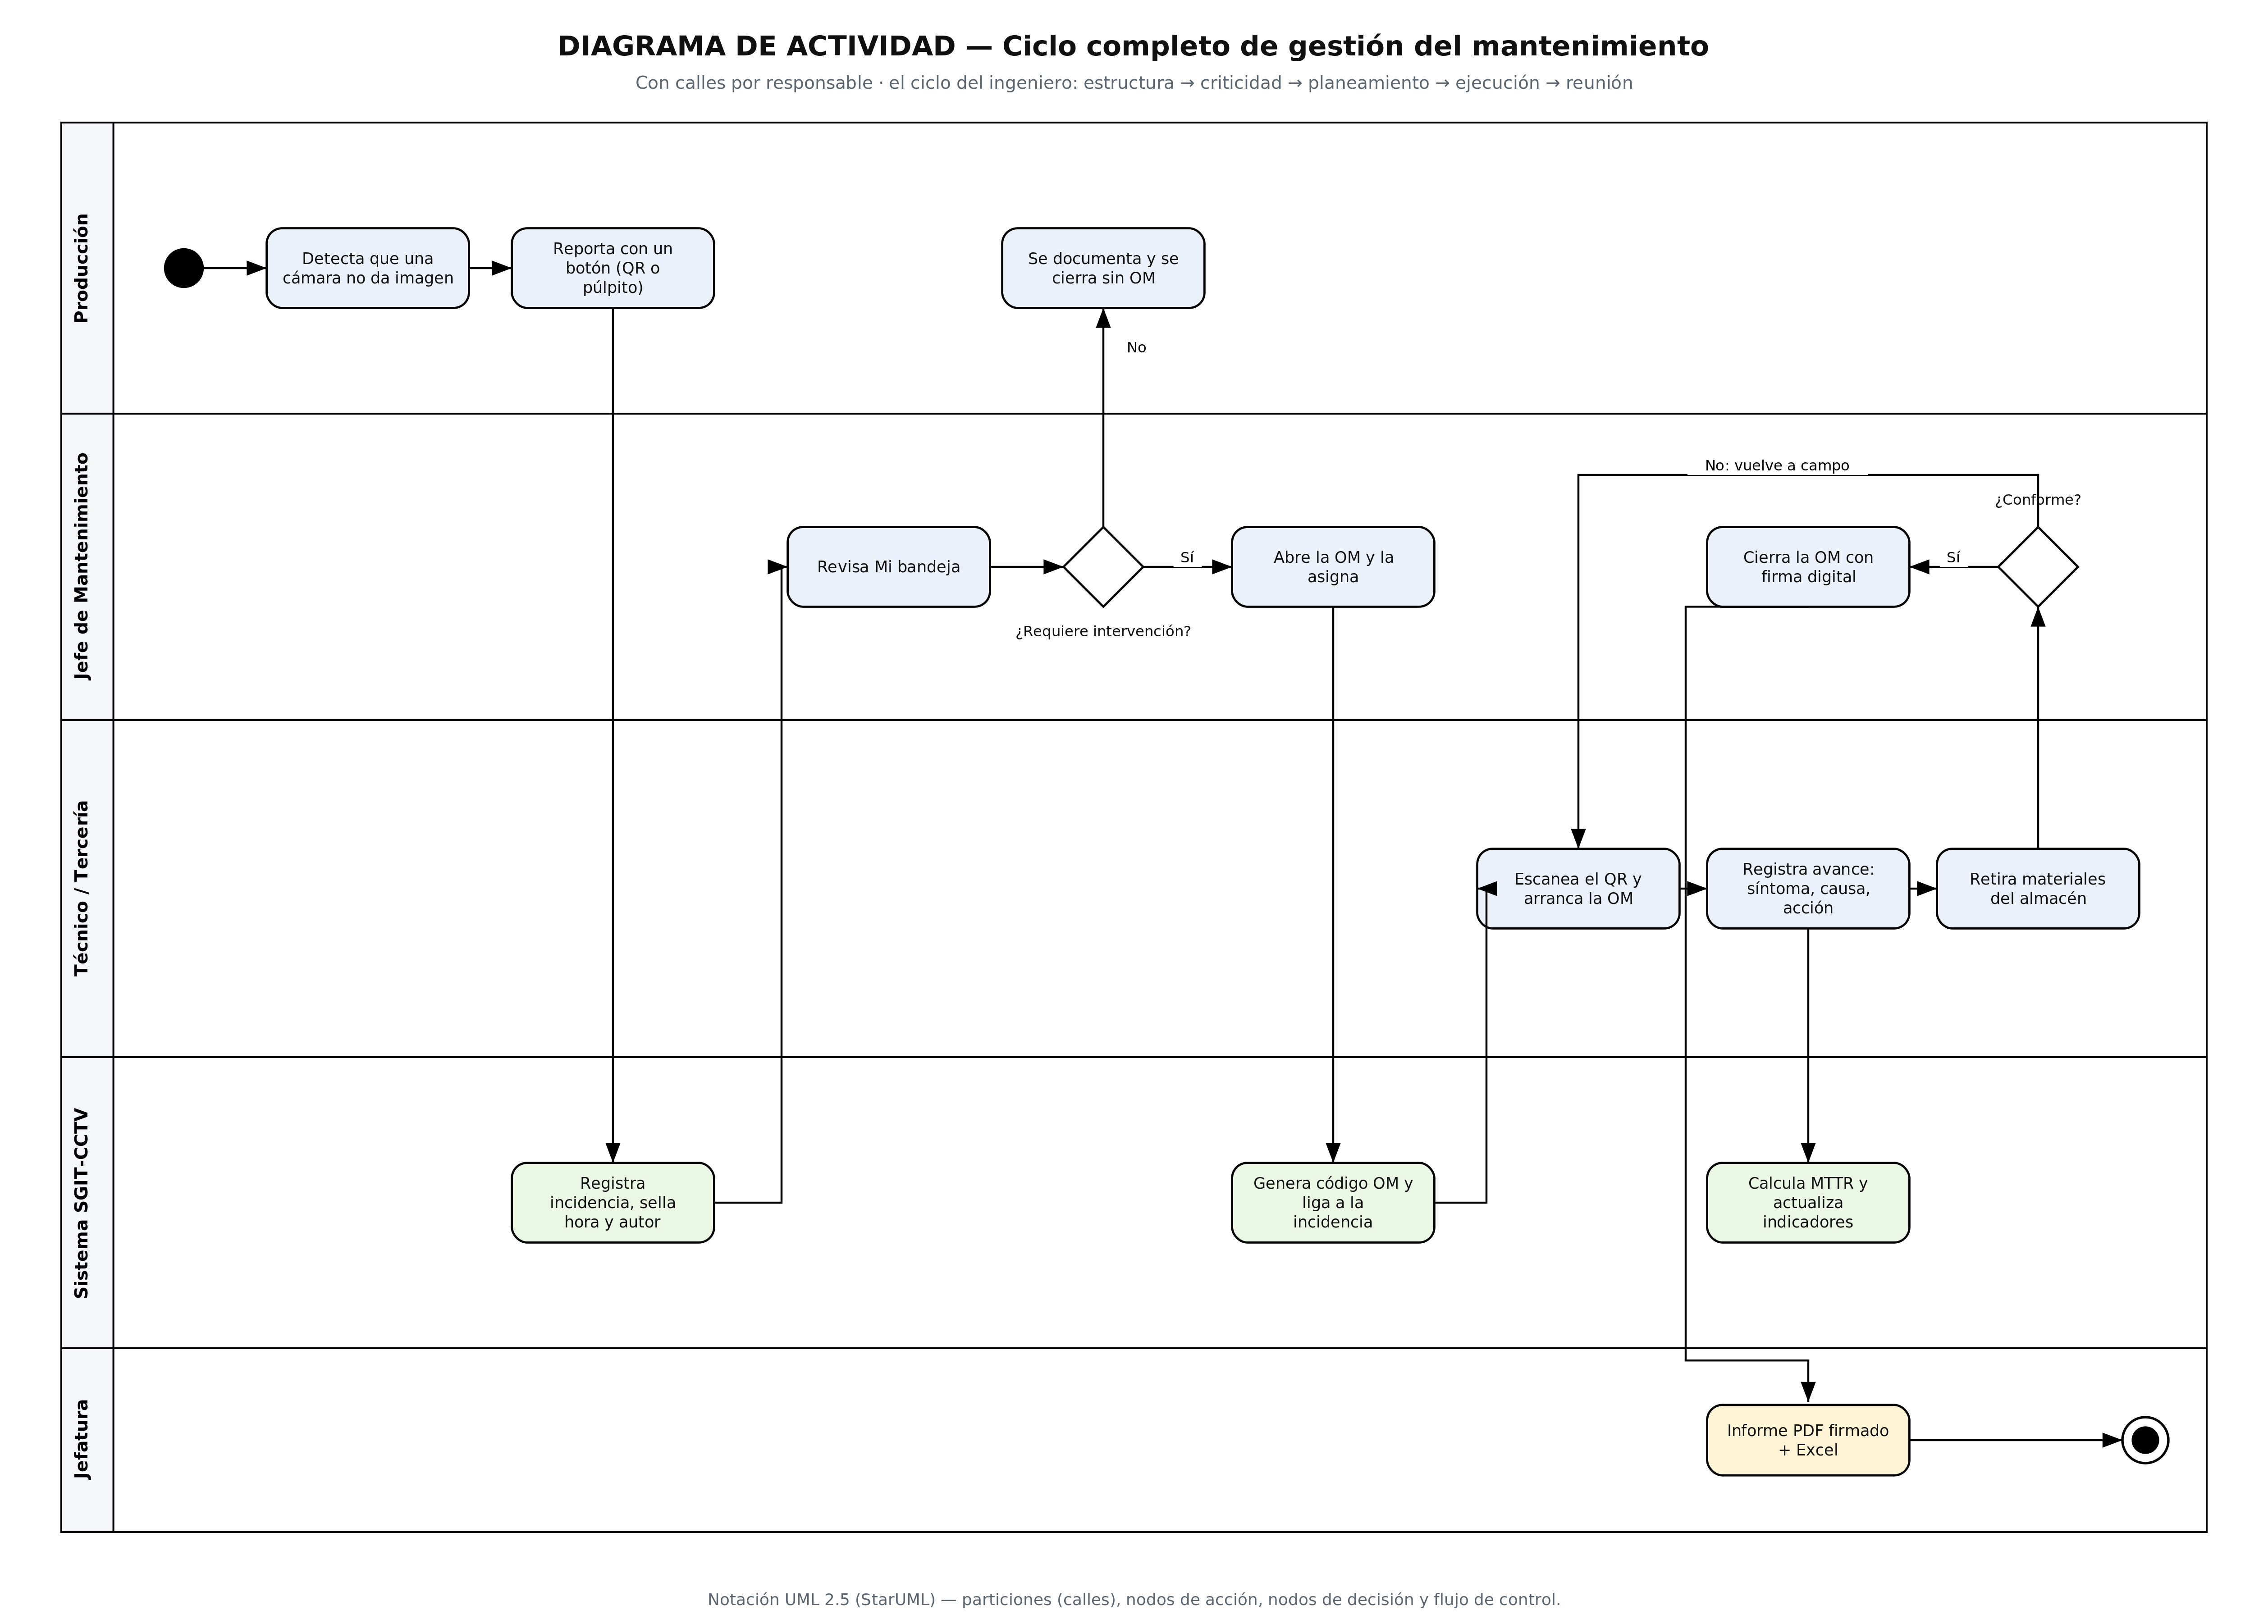 DIAGRAMA DE ACTIVIDAD — Ciclo completo de gestión del mantenimiento
Con calles por responsable · el ciclo del ingeniero: estructura → criticidad → planeamiento → ejecución → reunión
Producción
Detecta que una
cámara no da imagen
Reporta con un
botón (QR o
púlpito)
Se documenta y se
cierra sin OM
No
Jefe de Mantenimiento
No: vuelve a campo
¿Conforme?
Revisa Mi bandeja
Sí
Abre la OM y la
asigna
Cierra la OM con
firma digital
Sí
¿Requiere intervención?
Técnico / Tercería
Escanea el QR y
arranca la OM
Registra avance:
síntoma, causa,
acción
Retira materiales
del almacén
Sistema SGIT-CCTV
Registra
incidencia, sella
hora y autor
Genera código OM y
liga a la
incidencia
Calcula MTTR y
actualiza
indicadores
Jefatura
Informe PDF firmado
+ Excel
Notación UML 2.5 (StarUML) — particiones (calles), nodos de acción, nodos de decisión y flujo de control.